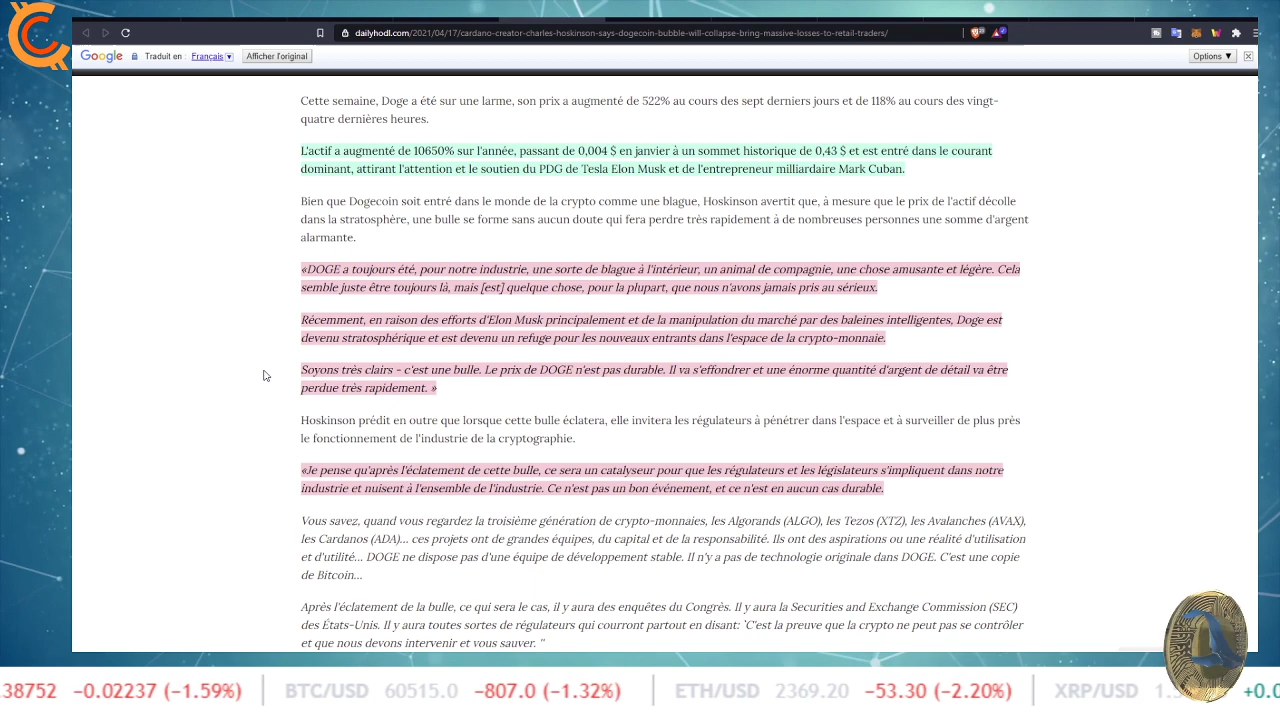 dailyhodl.com/2021/04/17/cardano-creator-charles-hoskinson-says-dogecoin-bubble-will-collapse-bring-massive-losses-to-retail-traders/
Google Traduit en : Français Afficher l'original Options ▼
Cette semaine, Doge a été sur une larme, son prix a augmenté de 522% au cours des sept derniers jours et de 118% au cours des vingt-
quatre dernières heures.
L'actif a augmenté de 10650% sur l'année, passant de 0,004 $ en janvier à un sommet historique de 0,43 $ et est entré dans le courant
dominant, attirant l'attention et le soutien du PDG de Tesla Elon Musk et de l'entrepreneur milliardaire Mark Cuban.
Bien que Dogecoin soit entré dans le monde de la crypto comme une blague, Hoskinson avertit que, à mesure que le prix de l'actif décolle
dans la stratosphère, une bulle se forme sans aucun doute qui fera perdre très rapidement à de nombreuses personnes une somme d'argent
alarmante.
«DOGE a toujours été, pour notre industrie, une sorte de blague à l'intérieur, un animal de compagnie, une chose amusante et légère. Cela
semble juste être toujours là, mais [est] quelque chose, pour la plupart, que nous n'avons jamais pris au sérieux.
Récemment, en raison des efforts d'Elon Musk principalement et de la manipulation du marché par des baleines intelligentes, Doge est
devenu stratosphérique et est devenu un refuge pour les nouveaux entrants dans l'espace de la crypto-monnaie.
Soyons très clairs - c'est une bulle. Le prix de DOGE n'est pas durable. Il va s'effondrer et une énorme quantité d'argent de détail va être
perdue très rapidement. »
Hoskinson prédit en outre que lorsque cette bulle éclatera, elle invitera les régulateurs à pénétrer dans l'espace et à surveiller de plus près
le fonctionnement de l'industrie de la cryptographie.
«Je pense qu'après l'éclatement de cette bulle, ce sera un catalyseur pour que les régulateurs et les législateurs s'impliquent dans notre
industrie et nuisent à l'ensemble de l'industrie. Ce n'est pas un bon événement, et ce n'est en aucun cas durable.
Vous savez, quand vous regardez la troisième génération de crypto-monnaies, les Algorands (ALGO), les Tezos (XTZ), les Avalanches (AVAX),
les Cardanos (ADA)... ces projets ont de grandes équipes, du capital et de la responsabilité. Ils ont des aspirations ou une réalité d'utilisation
et d'utilité... DOGE ne dispose pas d'une équipe de développement stable. Il n'y a pas de technologie originale dans DOGE. C'est une copie
de Bitcoin...
Après l'éclatement de la bulle, ce qui sera le cas, il y aura des enquêtes du Congrès. Il y aura la Securities and Exchange Commission (SEC)
des États-Unis. Il y aura toutes sortes de régulateurs qui courront partout en disant: 'C'est la preuve que la crypto ne peut pas se contrôler
et que nous devons intervenir et vous sauver. ''
38752 −0.02237 (−1.59%) BTC/USD 60515.0 −807.0 (−1.32%) ETH/USD 2369.20 −53.30 (−2.20%) XRP/USD +0.0